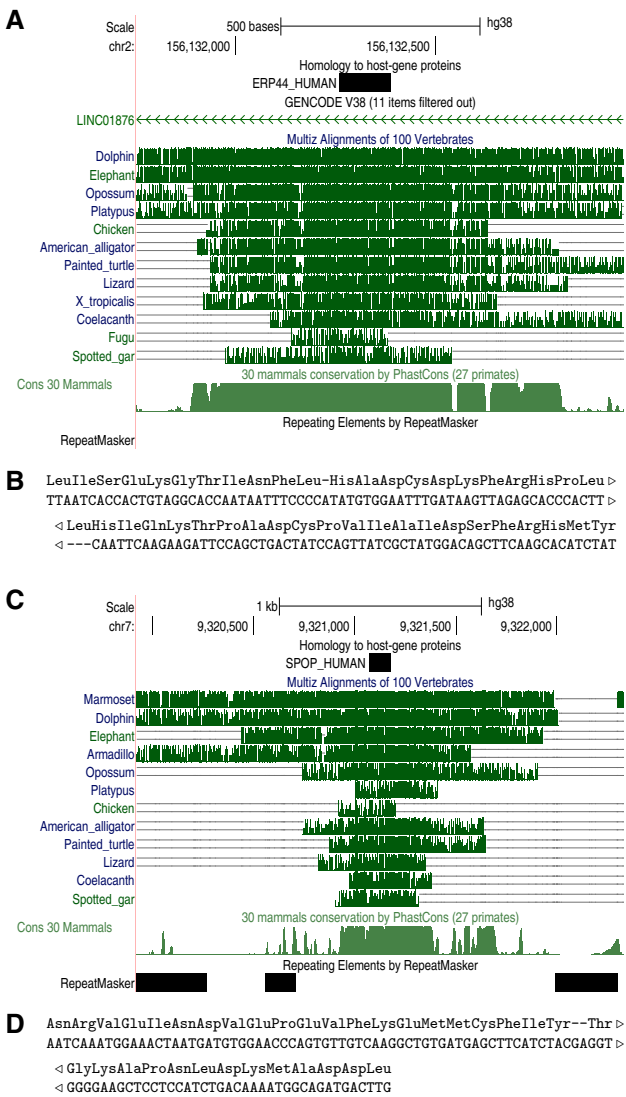 A
Scale 500 bases hg38
chr2: 156,132,000 156,132,500
Homology to host-gene proteins
ERP44_HUMAN
GENCODE V38 (11 items filtered out)
LINC01876
Multiz Alignments of 100 Vertebrates
Dolphin
Elephant
Opossum
Platypus
Chicken
American_alligator
Painted_turtle
Lizard
X_tropicalis
Coelacanth
Fugu
Spotted_gar
30 mammals conservation by PhastCons (27 primates)
Cons 30 Mammals
Repeating Elements by RepeatMasker
RepeatMasker
B
LeuIleSerGluLysGlyThrIleAsnPheLeu-HisAlaAspCysAspLysPheArgHisProLeu
TTAATCACCACTGTAGGCACCAATAATTTCCCCATATGTGGAATTTGATAAGTTAGAGCACCCACTT
LeuHisIleGlnLysThrProAlaAspCysProValIleAlaIleAspSerPheArgHisMetTyr
---CAATTCAAGAAGATTCCAGCTGACTATCCAGTTATCGCTATGGACAGCTTCAAGCACATCTAT
C
Scale 1 kb hg38
chr7: 9,320,500 9,321,000 9,321,500 9,322,000
Homology to host-gene proteins
SPOP_HUMAN
Multiz Alignments of 100 Vertebrates
Marmoset
Dolphin
Elephant
Armadillo
Opossum
Platypus
Chicken
American_alligator
Painted_turtle
Lizard
Coelacanth
Spotted_gar
30 mammals conservation by PhastCons (27 primates)
Cons 30 Mammals
Repeating Elements by RepeatMasker
RepeatMasker
D
AsnArgValGluIleAsnAspValGluProGluValPheLysGluMetMetCysPheIleTyr--Thr
AATCAAATGGAAACTAATGATGTGGAACCCAGTGTTGTCAAGGCTGTGATGAGCTTCATCTACGAGGT
GlyLysAlaProAsnLeuAspLysMetAlaAspAspLeu
GGGGAAGCTCCTCCATCTGACAAAATGGCAGATGACTTG